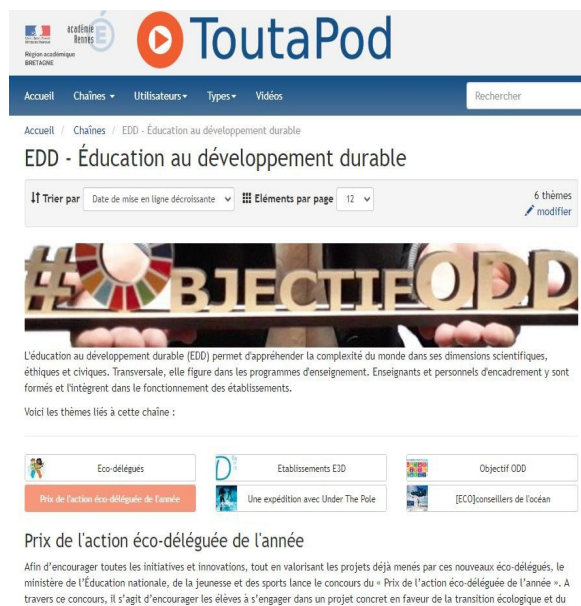 académie
Rennes
É
Région académique
BRETAGNE
ToutaPod
Accueil Chaînes Utilisateurs Types Vidéos Rechercher
Accueil / Chaînes / EDD - Éducation au développement durable
EDD - Éducation au développement durable
Trier par Date de mise en ligne décroissante Eléments par page 12 6 thèmes
modifier
#OBJECTIFODD
L'éducation au développement durable (EDD) permet d'appréhender la complexité du monde dans ses dimensions scientifiques,
éthiques et civiques. Transversale, elle figure dans les programmes d'enseignement. Enseignants et personnels d'encadrement y sont
formés et l'intègrent dans le fonctionnement des établissements.
Voici les thèmes liés à cette chaîne :
Eco-délégués Etablissements E3D Objectif ODD
Prix de l'action éco-déléguée de l'année Une expédition avec Under The Pole [ECO]conseillers de l'océan
Prix de l'action éco-déléguée de l'année
Afin d’encourager toutes les initiatives et innovations, tout en valorisant les projets déjà menés par ces nouveaux éco-délégués, le
ministère de l’Éducation nationale, de la jeunesse et des sports lance le concours du « Prix de l’action éco-déléguée de l’année ». A
travers ce concours, il s’agit d’encourager les élèves à s’engager dans un projet concret en faveur de la transition écologique et du